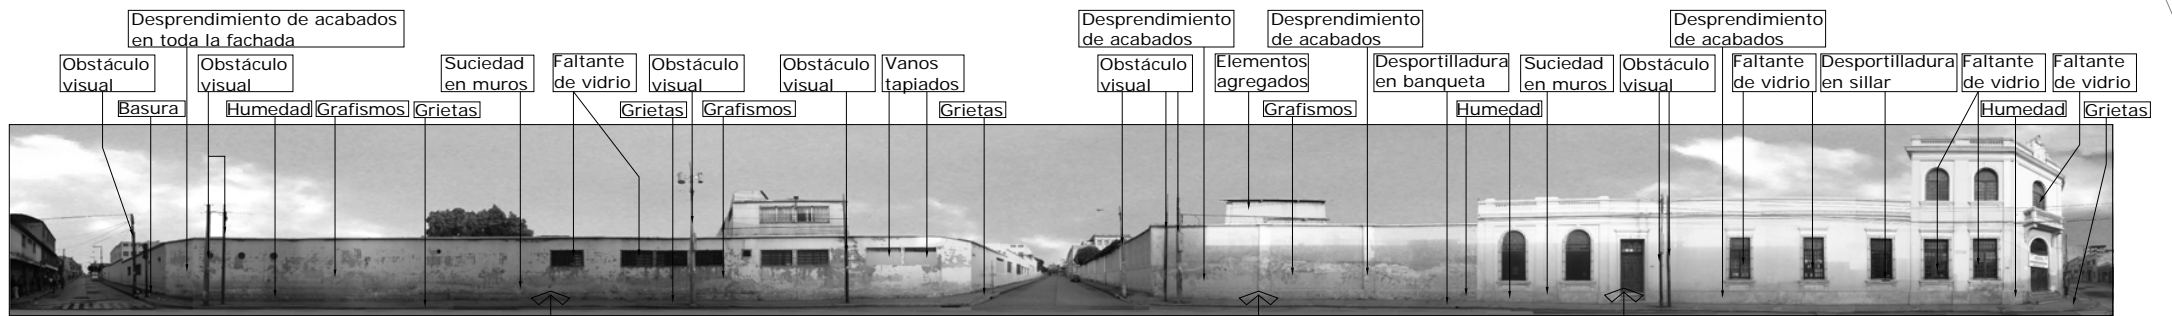 Desprendimiento de acabados
en toda la fachada
Desprendimiento
de acabados
Desprendimiento
de acabados
Desprendimiento
de acabados
Obstáculo
visual
Obstáculo
visual
Suciedad
en muros
Faltante
de vidrio
Obstáculo
visual
Obstáculo
visual
Vanos
tapiados
Obstáculo
visual
Elementos
agregados
Desportilladura
en banqueta
Suciedad
en muros
Obstáculo
visual
Faltante
de vidrio
Desportilladura
en sillar
Faltante
de vidrio
Faltante
de vidrio
Basura
Humedad
Grafismos
Grietas
Grietas
Grafismos
Grietas
Grafismos
Humedad
Humedad
Grietas